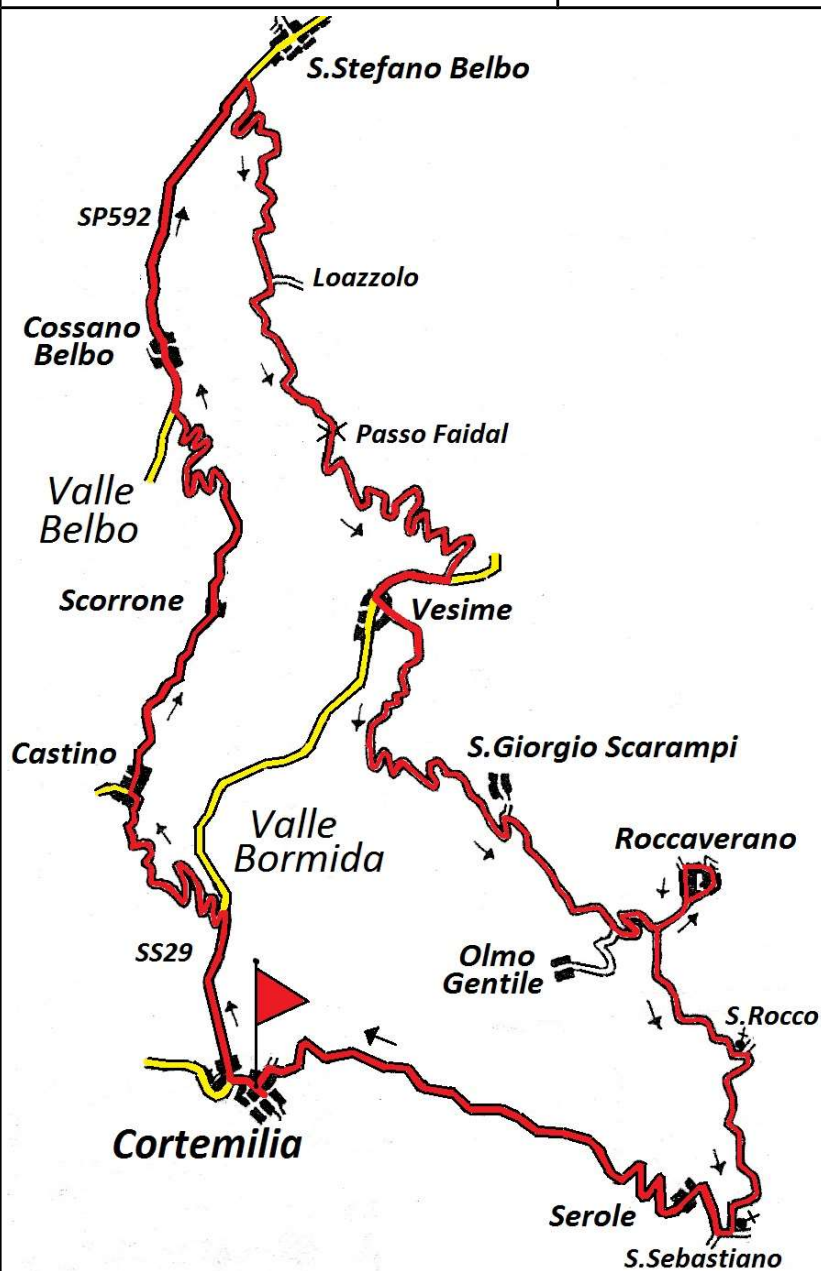 S.Stefano Belbo
SP592
Loazzolo
Cossano
Belbo
Passo Faidal
Valle
Belbo
Scorrone
Vesime
Castino
S.Giorgio Scarampi
Valle
Bormida
Roccaverano
SS29
Olmo
Gentile
S.Rocco
Cortemilia
Serole
S.Sebastiano